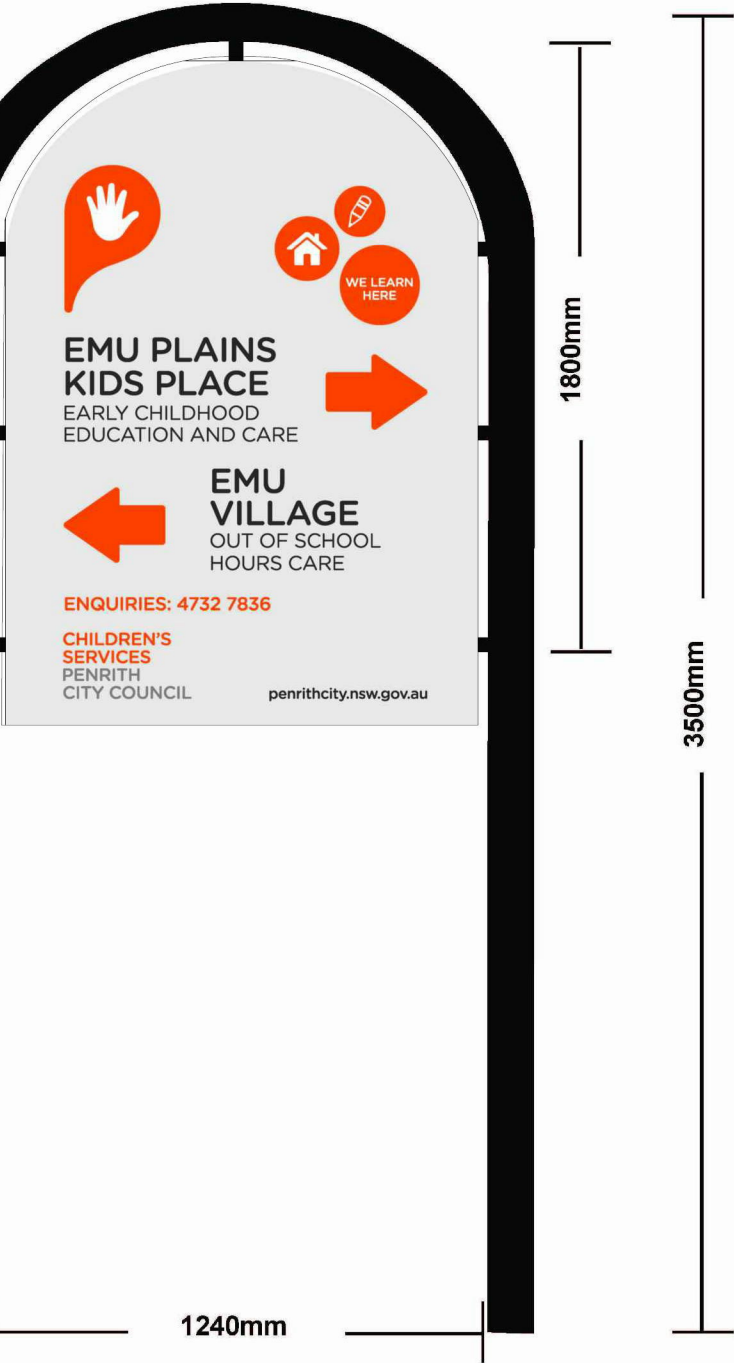 WE LEARN
HERE
EMU PLAINS
KIDS PLACE
EARLY CHILDHOOD
EDUCATION AND CARE
EMU
VILLAGE
OUT OF SCHOOL
HOURS CARE
ENQUIRIES: 4732 7836
CHILDREN'S
SERVICES
PENRITH
CITY COUNCIL
penrithcity.nsw.gov.au
1800mm
3500mm
1240mm